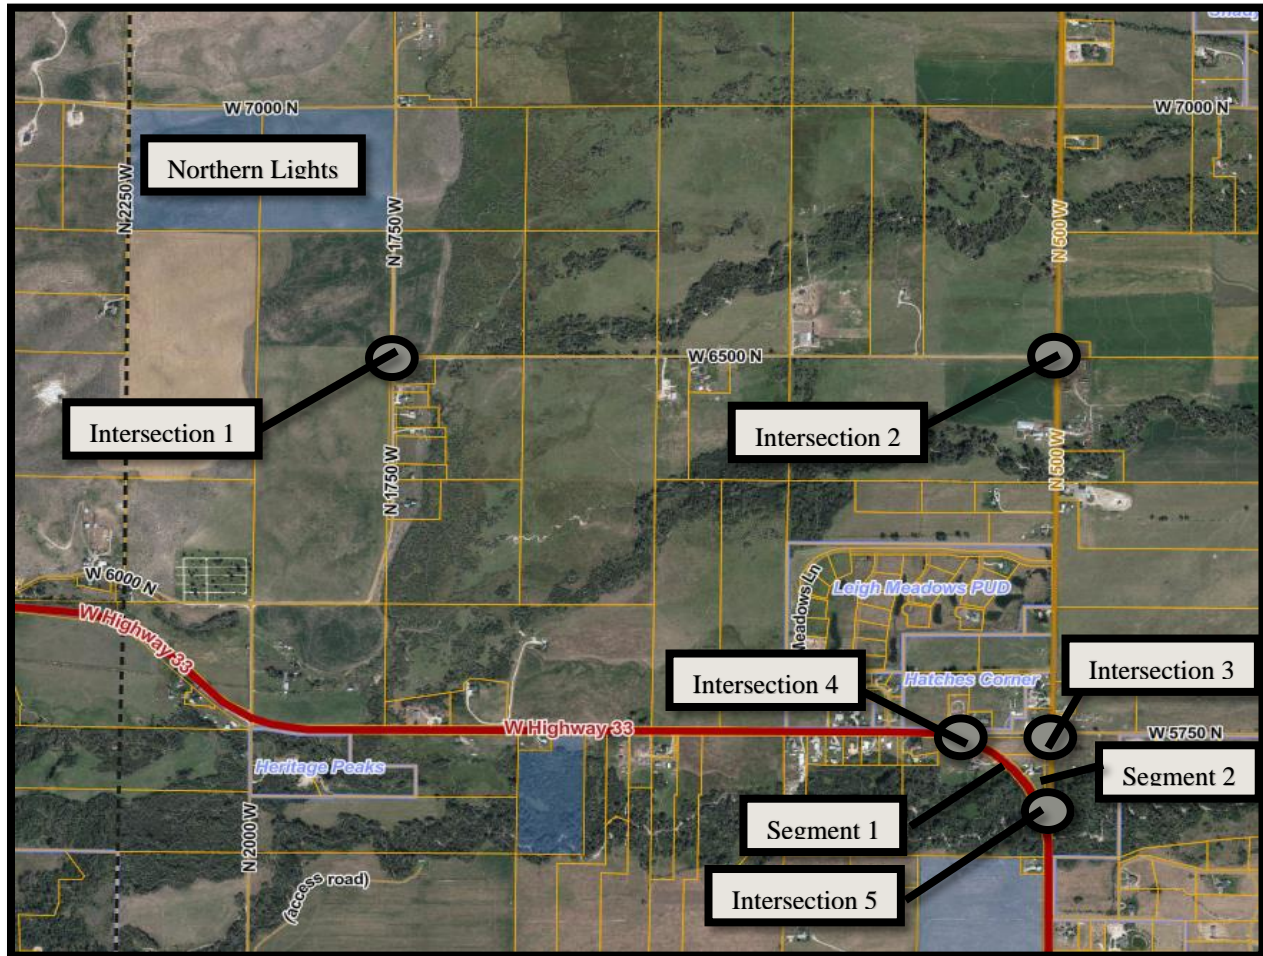 Shady
W 7000 N
W 7000 N
Northern Lights
N 2250 W
N 1750 W
N 500 W
W 6500 N
Intersection 1
Intersection 2
N 1750 W
N 500 W
W 6000 N
Leigh Meadows PUD
Meadows Ln
W Highway 33
Intersection 4
Hatches Corner
Intersection 3
W Highway 33
W 5750 N
Heritage Peaks
Segment 2
N 2000 W
Segment 1
(access road)
Intersection 5